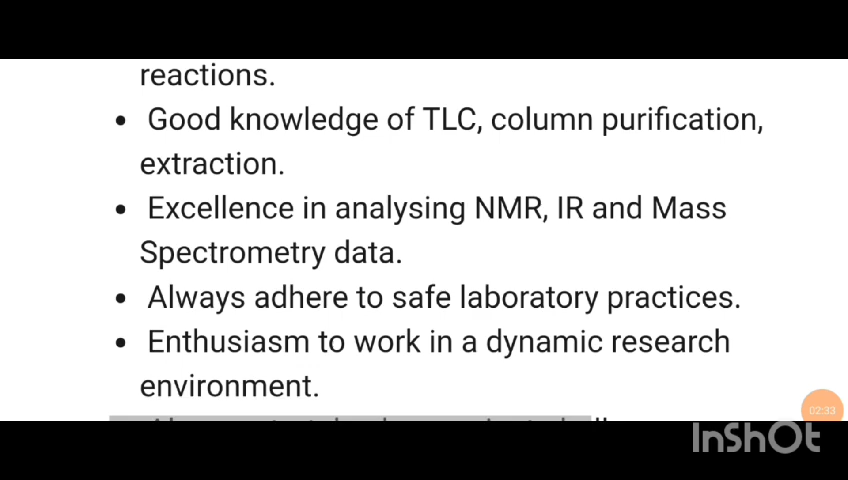 reactions.
• Good knowledge of TLC, column purification,
extraction.
• Excellence in analysing NMR, IR and Mass
Spectrometry data.
• Always adhere to safe laboratory practices.
• Enthusiasm to work in a dynamic research
environment.
02:33
InShOt